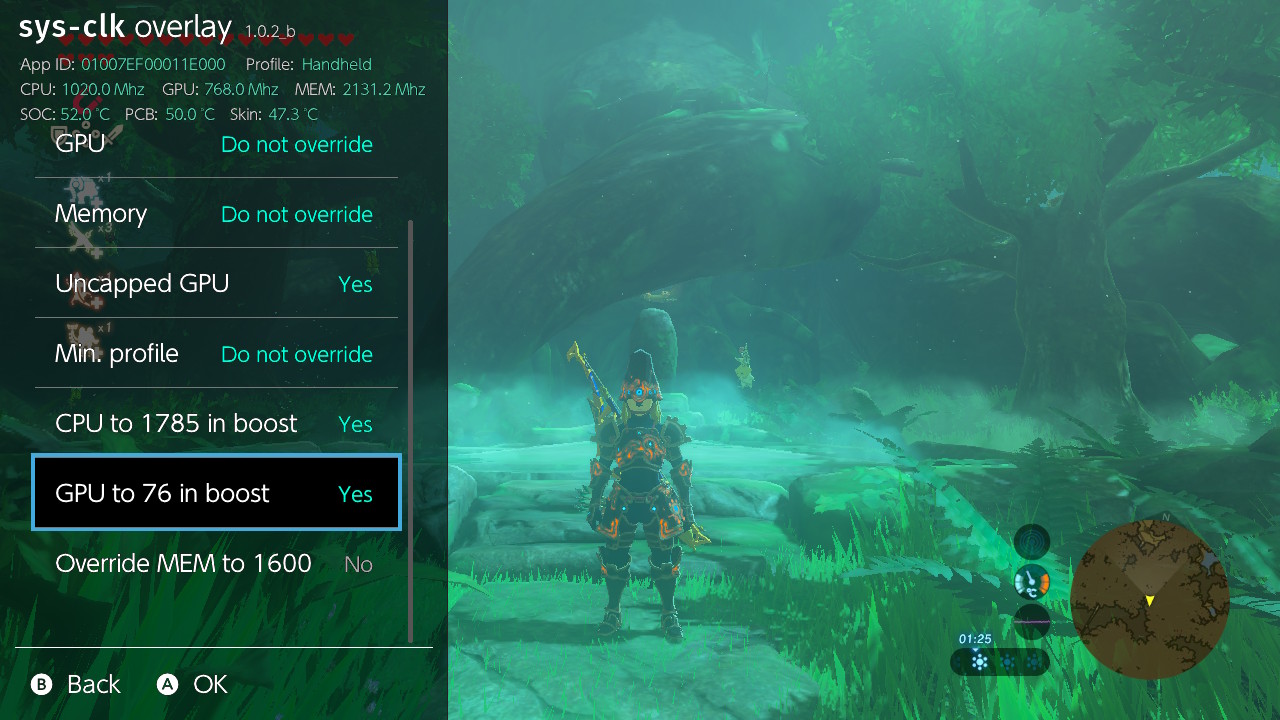 sys-clk overlay 1.0.2_b
App ID: 01007EF00011E000 Profile: Handheld
CPU: 1020.0 Mhz GPU: 768.0 Mhz MEM: 2131.2 Mhz
SOC: 52.0 °C PCB: 50.0 °C Skin: 47.3 °C
GPU Do not override
x1
Memory Do not override
x3
Uncapped GPU Yes
x1
Min. profile Do not override
CPU to 1785 in boost Yes
GPU to 76 in boost Yes
Override MEM to 1600 No
B Back A OK
N
°C
01:25